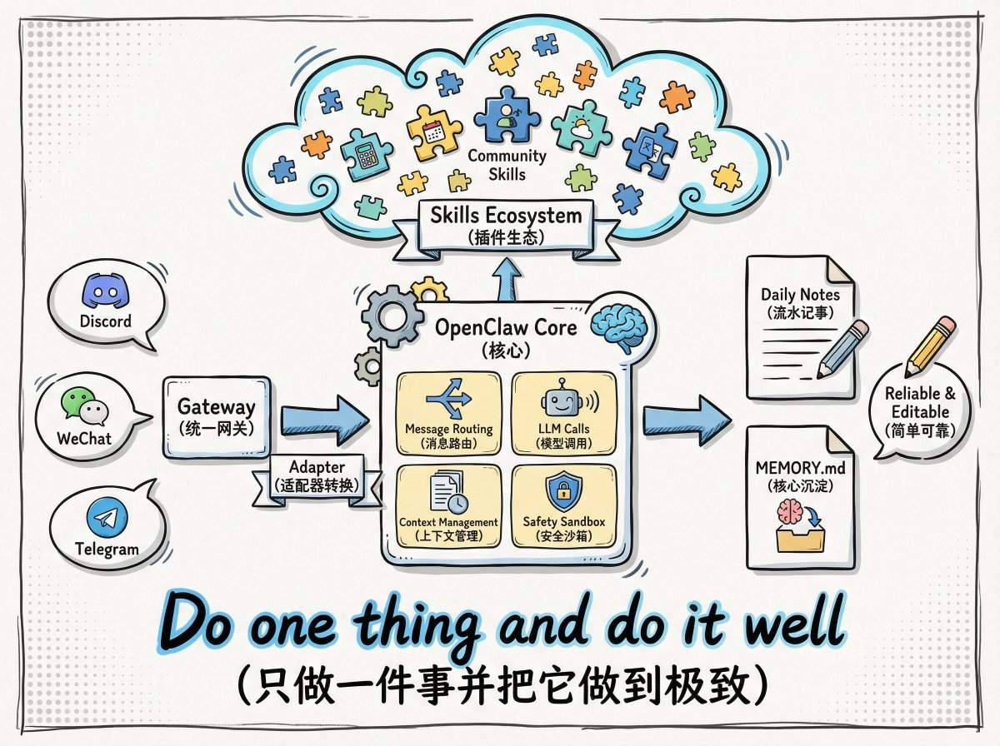 Community
Skills
Skills Ecosystem
(插件生态)
Discord
WeChat
Telegram
Gateway
(统一网关)
Adapter
(适配器转换)
OpenClaw Core
(核心)
Message Routing
(消息路由)
LLM Calls
(模型调用)
Context Management
(上下文管理)
Safety Sandbox
(安全沙箱)
Daily Notes
(流水记事)
MEMORY.md
(核心沉淀)
Reliable &
Editable
(简单可靠)
Do one thing and do it well
(只做一件事并把它做到极致)